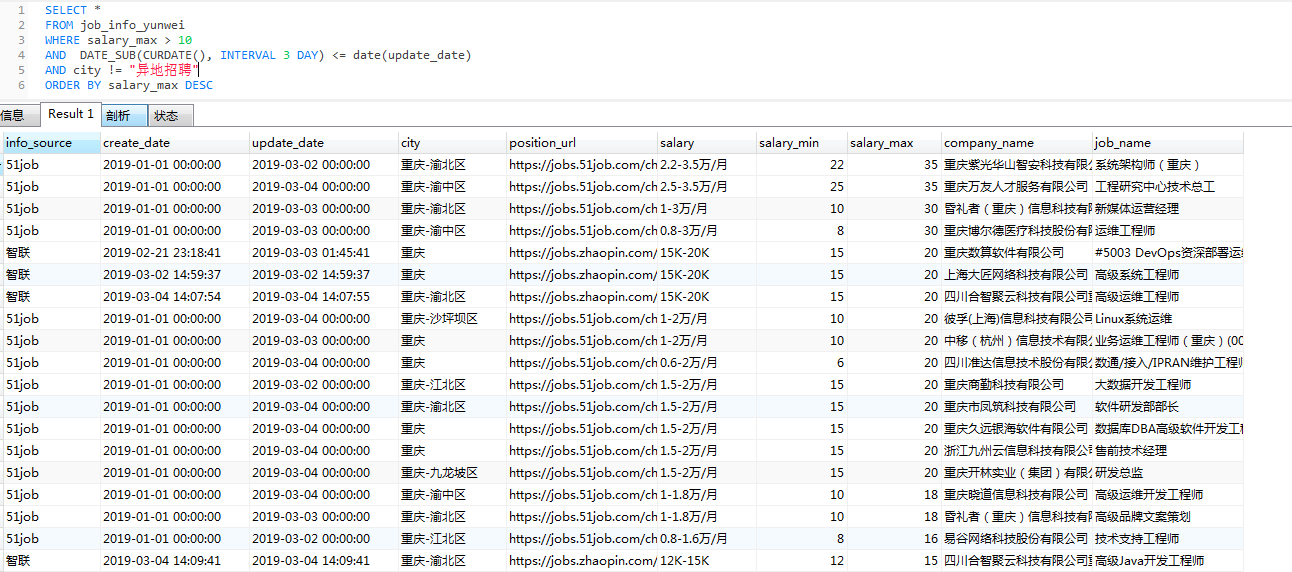 1 SELECT *
2 FROM job_info_yunwei
3 WHERE salary_max > 10
4 AND DATE_SUB(CURDATE(), INTERVAL 3 DAY) <= date(update_date)
5 AND city != "异地招聘"
6 ORDER BY salary_max DESC
信息 Result 1 剖析 状态
info_source create_date update_date city position_url salary salary_min salary_max company_name job_name
51job 2019-01-01 00:00:00 2019-03-02 00:00:00 重庆-渝北区 https://jobs.51job.com/ch 2.2-3.5万/月 22 35 重庆紫光华山智安科技有限公 系统架构师（重庆）
51job 2019-01-01 00:00:00 2019-03-04 00:00:00 重庆-渝中区 https://jobs.51job.com/ch 2.5-3.5万/月 25 35 重庆万友人才服务有限公司 工程研究中心技术总工
51job 2019-01-01 00:00:00 2019-03-03 00:00:00 重庆-渝北区 https://jobs.51job.com/ch 1-3万/月 10 30 昏礼者（重庆）信息科技有限 新媒体运营经理
51job 2019-01-01 00:00:00 2019-03-03 00:00:00 重庆-渝中区 https://jobs.51job.com/ch 0.8-3万/月 8 30 重庆博尔德医疗科技股份有 运维工程师
智联 2019-02-21 23:18:41 2019-03-03 01:45:41 重庆 https://jobs.zhaopin.com/ 15K-20K 15 20 重庆数算软件有限公司 #5003 DevOps资深部署运维
智联 2019-03-02 14:59:37 2019-03-02 14:59:37 重庆 https://jobs.zhaopin.com/ 15K-20K 15 20 上海大匠网络科技有限公司 高级系统工程师
智联 2019-03-04 14:07:54 2019-03-04 14:07:55 重庆-渝北区 https://jobs.zhaopin.com/ 15K-20K 15 20 四川合智聚云科技有限公司重 高级运维工程师
51job 2019-01-01 00:00:00 2019-03-04 00:00:00 重庆-沙坪坝区 https://jobs.51job.com/ch 1-2万/月 10 20 彼孚(上海)信息科技有限公司 Linux系统运维
51job 2019-01-01 00:00:00 2019-03-03 00:00:00 重庆 https://jobs.51job.com/ch 1-2万/月 10 20 中移（杭州）信息技术有限公 业务运维工程师（重庆）(00
51job 2019-01-01 00:00:00 2019-03-04 00:00:00 重庆 https://jobs.51job.com/ch 0.6-2万/月 6 20 四川准达信息技术股份有限公 数通/接入/IPRAN维护工程师
51job 2019-01-01 00:00:00 2019-03-02 00:00:00 重庆-江北区 https://jobs.51job.com/ch 1.5-2万/月 15 20 重庆商勤科技有限公司 大数据开发工程师
51job 2019-01-01 00:00:00 2019-03-04 00:00:00 重庆-渝北区 https://jobs.51job.com/ch 1.5-2万/月 15 20 重庆市凤筑科技有限公司 软件研发部部长
51job 2019-01-01 00:00:00 2019-03-04 00:00:00 重庆 https://jobs.51job.com/ch 1.5-2万/月 15 20 重庆久远银海软件有限公司 数据库DBA高级软件开发工程
51job 2019-01-01 00:00:00 2019-03-04 00:00:00 重庆 https://jobs.51job.com/ch 1.5-2万/月 15 20 浙江九州云信息科技有限公 售前技术经理
51job 2019-01-01 00:00:00 2019-03-04 00:00:00 重庆-九龙坡区 https://jobs.51job.com/ch 1.5-2万/月 15 20 重庆开林实业（集团）有限公 研发总监
51job 2019-01-01 00:00:00 2019-03-04 00:00:00 重庆-渝中区 https://jobs.51job.com/ch 1-1.8万/月 10 18 重庆晓道信息科技有限公司 高级运维开发工程师
51job 2019-01-01 00:00:00 2019-03-03 00:00:00 重庆-渝北区 https://jobs.51job.com/ch 1-1.8万/月 10 18 昏礼者（重庆）信息科技有限 高级品牌文案策划
51job 2019-01-01 00:00:00 2019-03-02 00:00:00 重庆-江北区 https://jobs.51job.com/ch 0.8-1.6万/月 8 16 易谷网络科技股份有限公司 技术支持工程师
智联 2019-03-04 14:09:41 2019-03-04 14:09:41 重庆-渝北区 https://jobs.zhaopin.com/ 12K-15K 12 15 四川合智聚云科技有限公司重 高级Java开发工程师